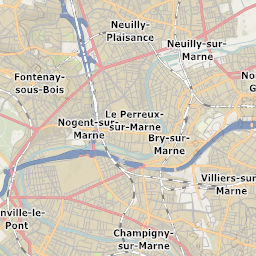 Neuilly-
Plaisance
Neuilly-sur-
Marne
Fontenay-
sous-Bois
No
G
Le Perreux-
sur-Marne
Nogent-sur-
Marne
Bry-sur-
Marne
Villiers-sur
Marne
nville-le-
Pont
Champigny-
sur-Marne